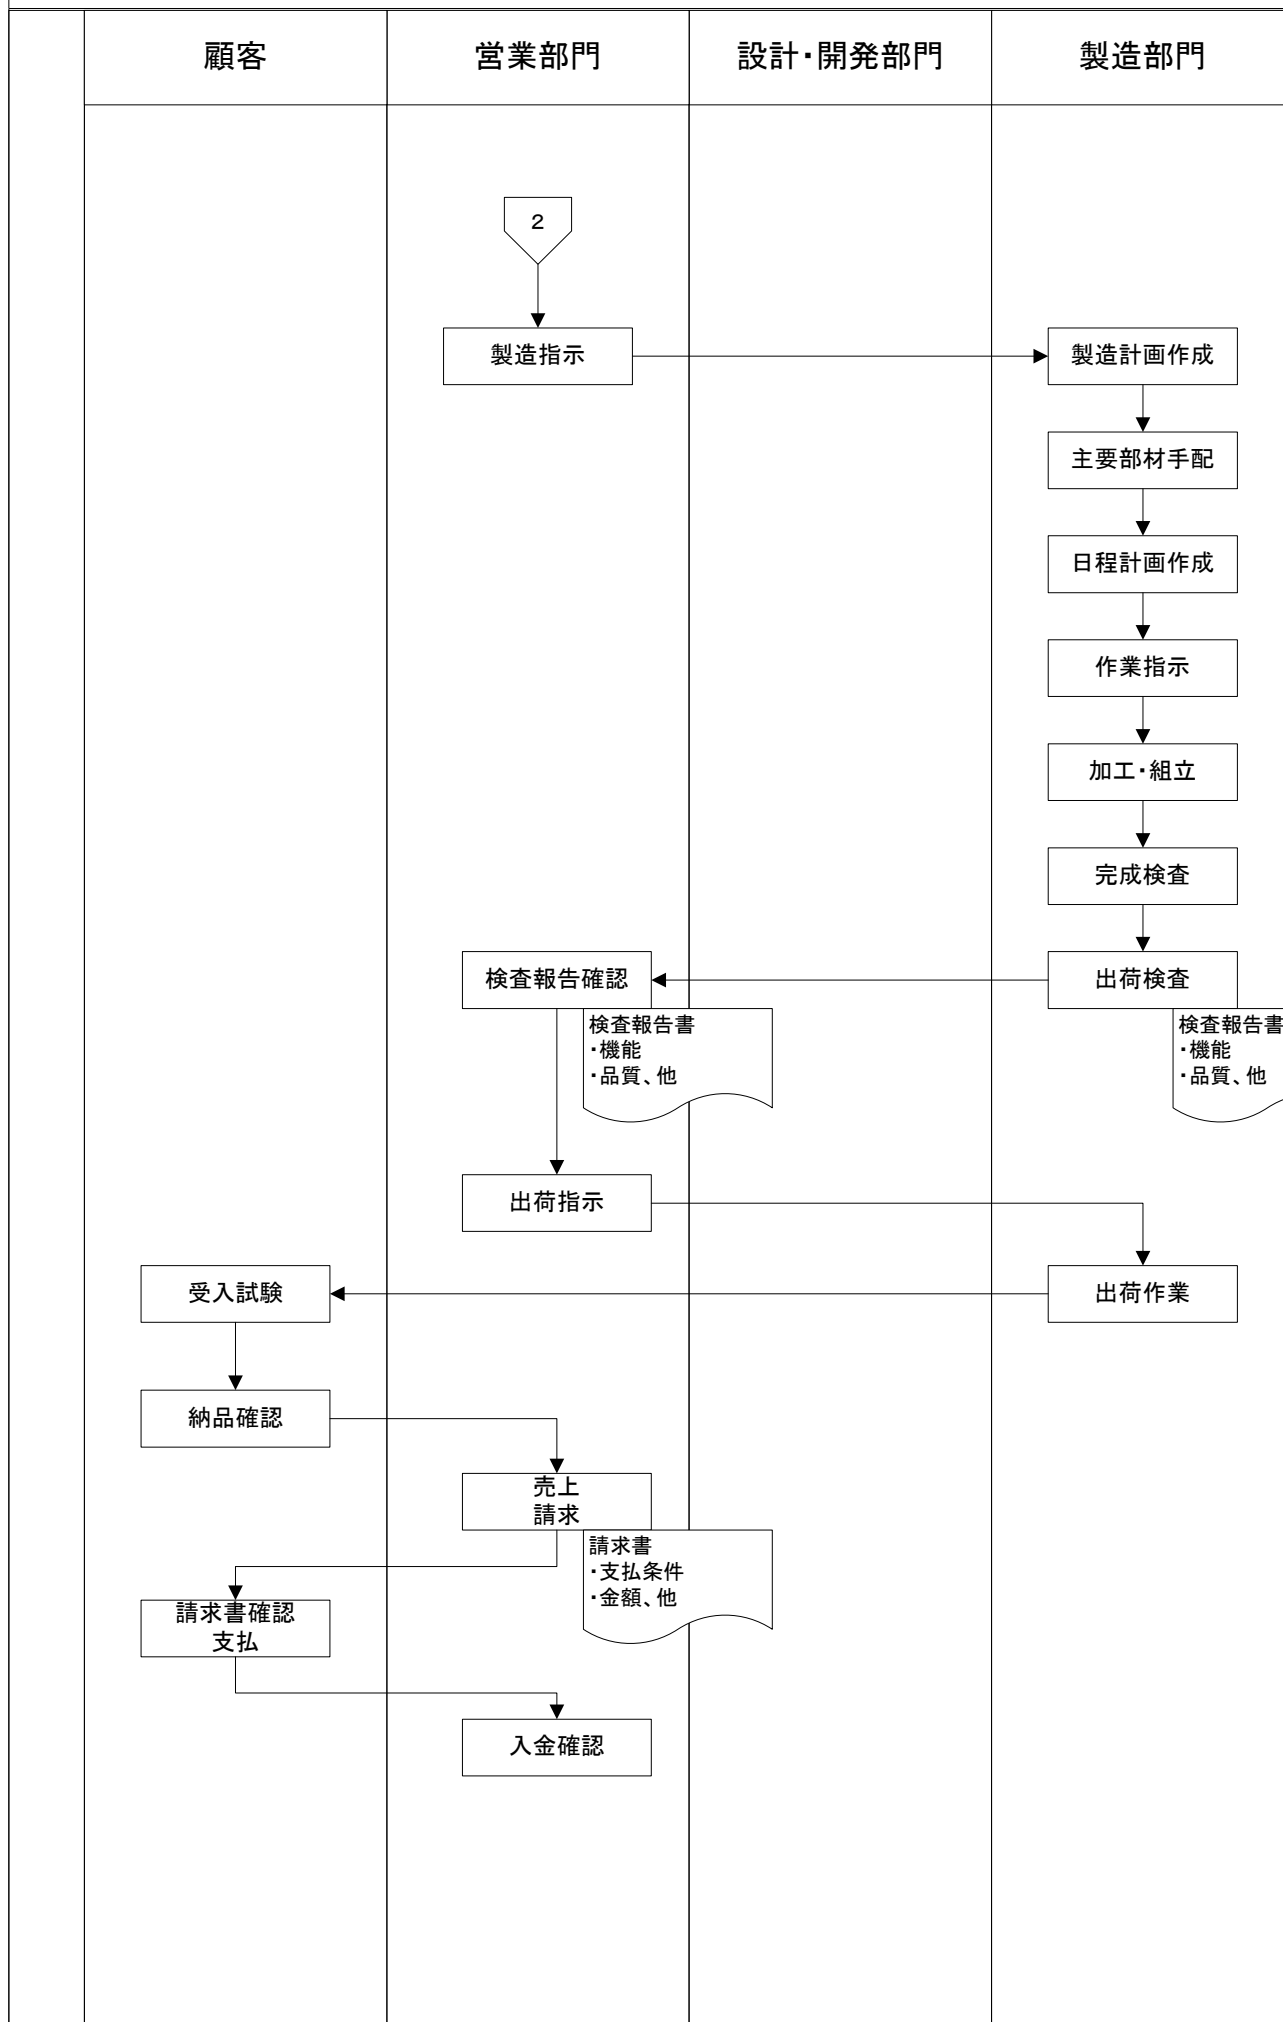 顧客
営業部門
設計・開発部門
製造部門
2
製造指示
製造計画作成
主要部材手配
日程計画作成
作業指示
加工・組立
完成検査
検査報告確認
出荷検査
検査報告書
・機能
・品質、他
検査報告書
・機能
・品質、他
出荷指示
受入試験
出荷作業
納品確認
売上
請求
請求書
・支払条件
・金額、他
請求書確認
支払
入金確認